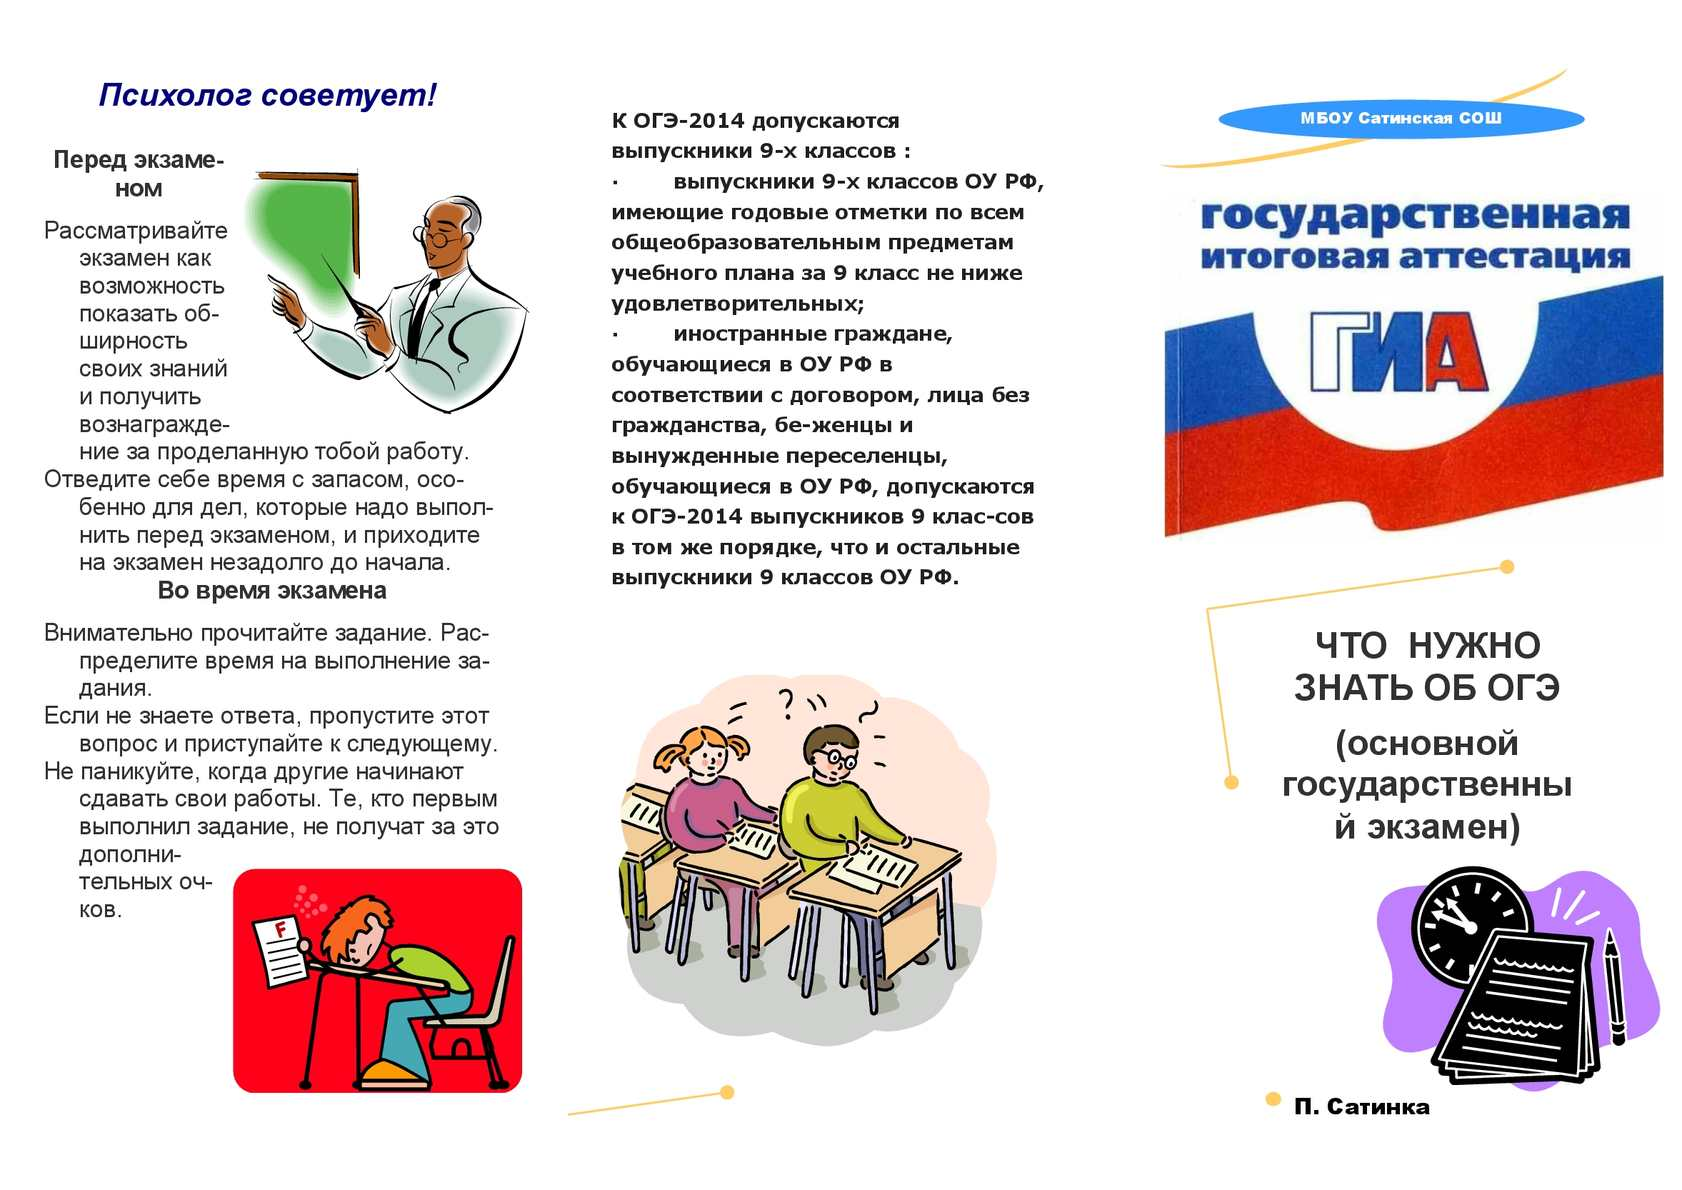 Психолог советует!
Перед экзаме-
ном
Рассматривайте
экзамен как
возможность
показать об-
ширность
своих знаний
и получить
вознагражде-
ние за проделанную тобой работу.
Отведите себе время с запасом, осо-
бенно для дел, которые надо выпол-
нить перед экзаменом, и приходите
на экзамен незадолго до начала.
Во время экзамена
Внимательно прочитайте задание. Рас-
пределите время на выполнение за-
дания.
Если не знаете ответа, пропустите этот
вопрос и приступайте к следующему.
Не паникуйте, когда другие начинают
сдавать свои работы. Те, кто первым
выполнил задание, не получат за это
дополни-
тельных оч-
ков.
F
К ОГЭ-2014 допускаются
выпускники 9-х классов :
· выпускники 9-х классов ОУ РФ,
имеющие годовые отметки по всем
общеобразовательным предметам
учебного плана за 9 класс не ниже
удовлетворительных;
· иностранные граждане,
обучающиеся в ОУ РФ в
соответствии с договором, лица без
гражданства, бе-женцы и
вынужденные переселенцы,
обучающиеся в ОУ РФ, допускаются
к ОГЭ-2014 выпускников 9 клас-сов
в том же порядке, что и остальные
выпускники 9 классов ОУ РФ.
?
МБОУ Сатинская СОШ
государственная
итоговая аттестация
ГИА
ЧТО НУЖНО
ЗНАТЬ ОБ ОГЭ
(основной
государственны
й экзамен)
П. Сатинка